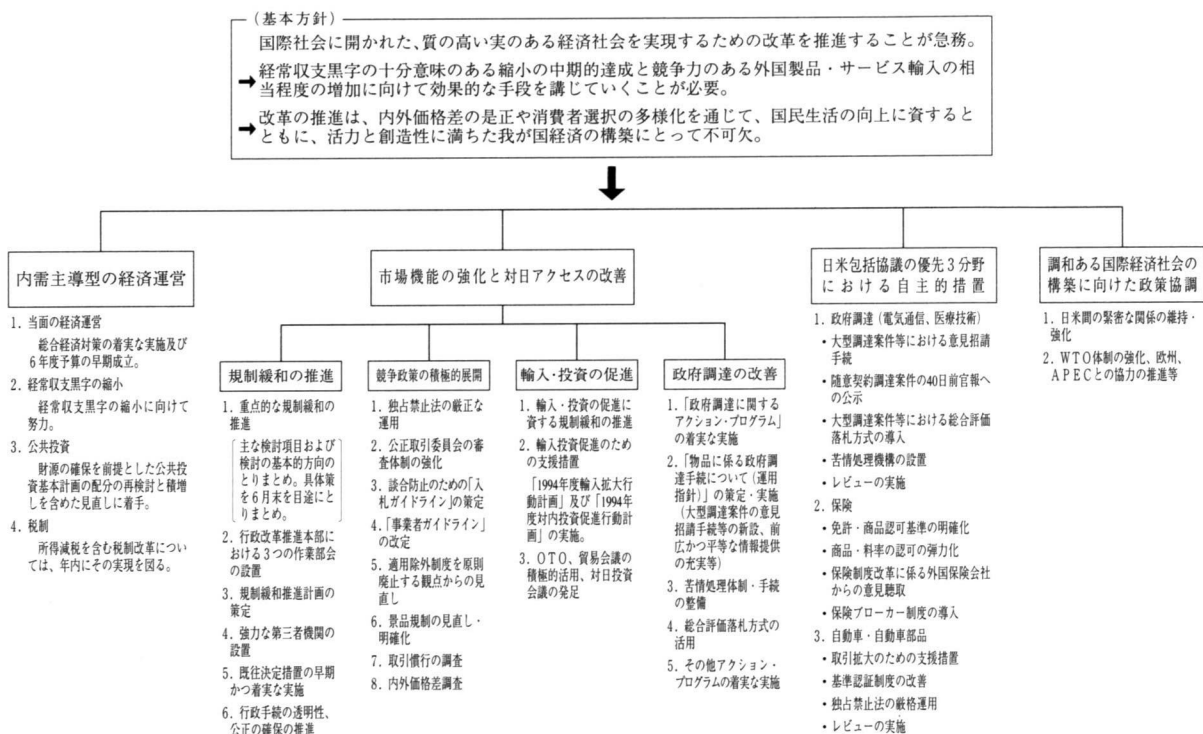 (基本方針)
国際社会に開かれた、質の高い実のある経済社会を実現するための改革を推進することが急務。
➡ 経常収支黒字の十分意味のある縮小の中期的達成と競争力のある外国製品・サービス輸入の相
当程度の増加に向けて効果的な手段を講じていくことが必要。
➡ 改革の推進は、内外価格差の是正や消費者選択の多様化を通じて、国民生活の向上に資すると
ともに、活力と創造性に満ちた我が国経済の構築にとって不可欠。
内需主導型の経済運営
1. 当面の経済運営
総合経済対策の着実な実施及び
6年度予算の早期成立。
2. 経常収支黒字の縮小
経常収支黒字の縮小に向けて
努力。
3. 公共投資
財源の確保を前提とした公共投
資基本計画の配分の再検討と積増
しを含めた見直しに着手。
4. 税制
所得減税を含む税制改革につい
ては、年内にその実現を図る。
市場機能の強化と対日アクセスの改善
規制緩和の推進
1. 重点的な規制緩和の
推進
主な検討項目および
検討の基本的方向の
とりまとめ。具体策
を6月末を目途にと
りまとめ。
2. 行政改革推進本部に
おける3つの作業部会
の設置
3. 規制緩和推進計画の
策定
4. 強力な第三者機関の
設置
5. 既往決定措置の早期
かつ着実な実施
6. 行政手続の透明性、
公正の確保の推進
競争政策の積極的展開
1. 独占禁止法の厳正な
運用
2. 公正取引委員会の審
査体制の強化
3. 談合防止のための「入
札ガイドライン」の策定
4. 「事業者ガイドライン」
の改定
5. 適用除外制度を原則
廃止する観点からの見
直し
6. 景品規制の見直し・
明確化
7. 取引慣行の調査
8. 内外価格差調査
輸入・投資の促進
1. 輸入・投資の促進に
資する規制緩和の推進
2. 輸入投資促進のため
の支援措置
「1994年度輸入拡大行
動計画」及び「1994年
度対内投資促進行動計
画」の実施。
3. OTO、貿易会議の
積極的活用、対日投資
会議の発足
政府調達の改善
1. 「政府調達に関する
アクション・プログラム」
の着実な実施
2. 「物品に係る政府調
達手続について(運用
指針)」の策定・実施
(大型調達案件の意見
招請手続等の新設、前
広かつ平等な情報提供
の充実等)
3. 苦情処理体制・手続
の整備
4. 総合評価落札方式の
活用
5. その他アクション・
プログラムの着実な実施
日米包括協議の優先3分野
における自主的措置
1. 政府調達(電気通信、医療技術)
・大型調達案件等における意見招請
手続
・随意契約調達案件の40日前官報へ
の公示
・大型調達案件等における総合評価
落札方式の導入
・苦情処理機構の設置
・レビューの実施
2. 保険
・免許・商品認可基準の明確化
・商品・料率の認可の弾力化
・保険制度改革に係る外国保険会社
からの意見聴取
・保険ブローカー制度の導入
3. 自動車・自動車部品
・取引拡大のための支援措置
・基準認証制度の改善
・独占禁止法の厳格運用
・レビューの実施
調和ある国際経済社会の
構築に向けた政策協調
1. 日米間の緊密な関係の維持・
強化
2. WTO体制の強化、欧州、
APECとの協力の推進等